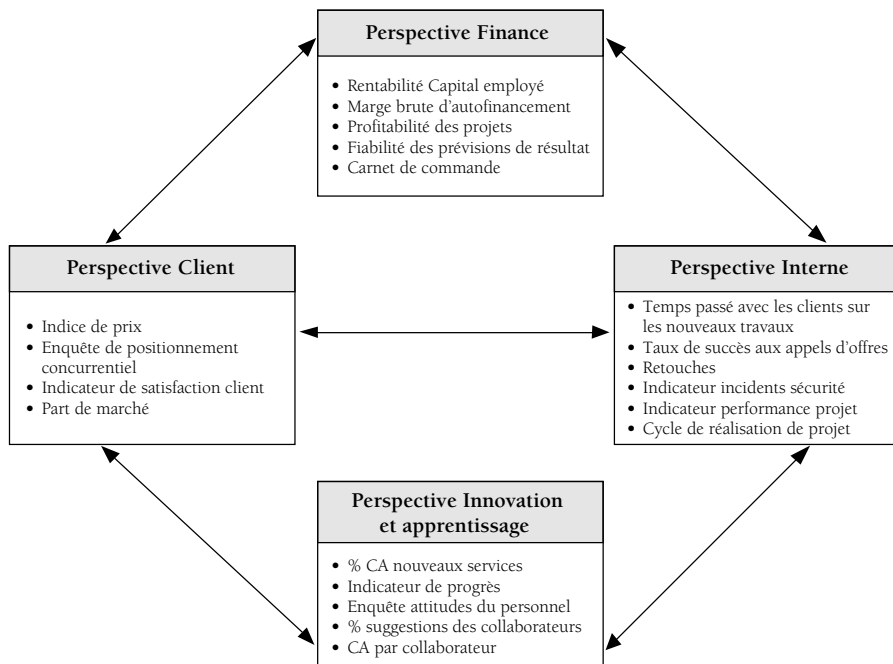 Perspective Finance
• Rentabilité Capital employé
• Marge brute d'autofinancement
• Profitabilité des projets
• Fiabilité des prévisions de résultat
• Carnet de commande
Perspective Client
• Indice de prix
• Enquête de positionnement
concurrentiel
• Indicateur de satisfaction client
• Part de marché
Perspective Interne
• Temps passé avec les clients sur
les nouveaux travaux
• Taux de succès aux appels d'offres
• Retouches
• Indicateur incidents sécurité
• Indicateur performance projet
• Cycle de réalisation de projet
Perspective Innovation
et apprentissage
• % CA nouveaux services
• Indicateur de progrès
• Enquête attitudes du personnel
• % suggestions des collaborateurs
• CA par collaborateur